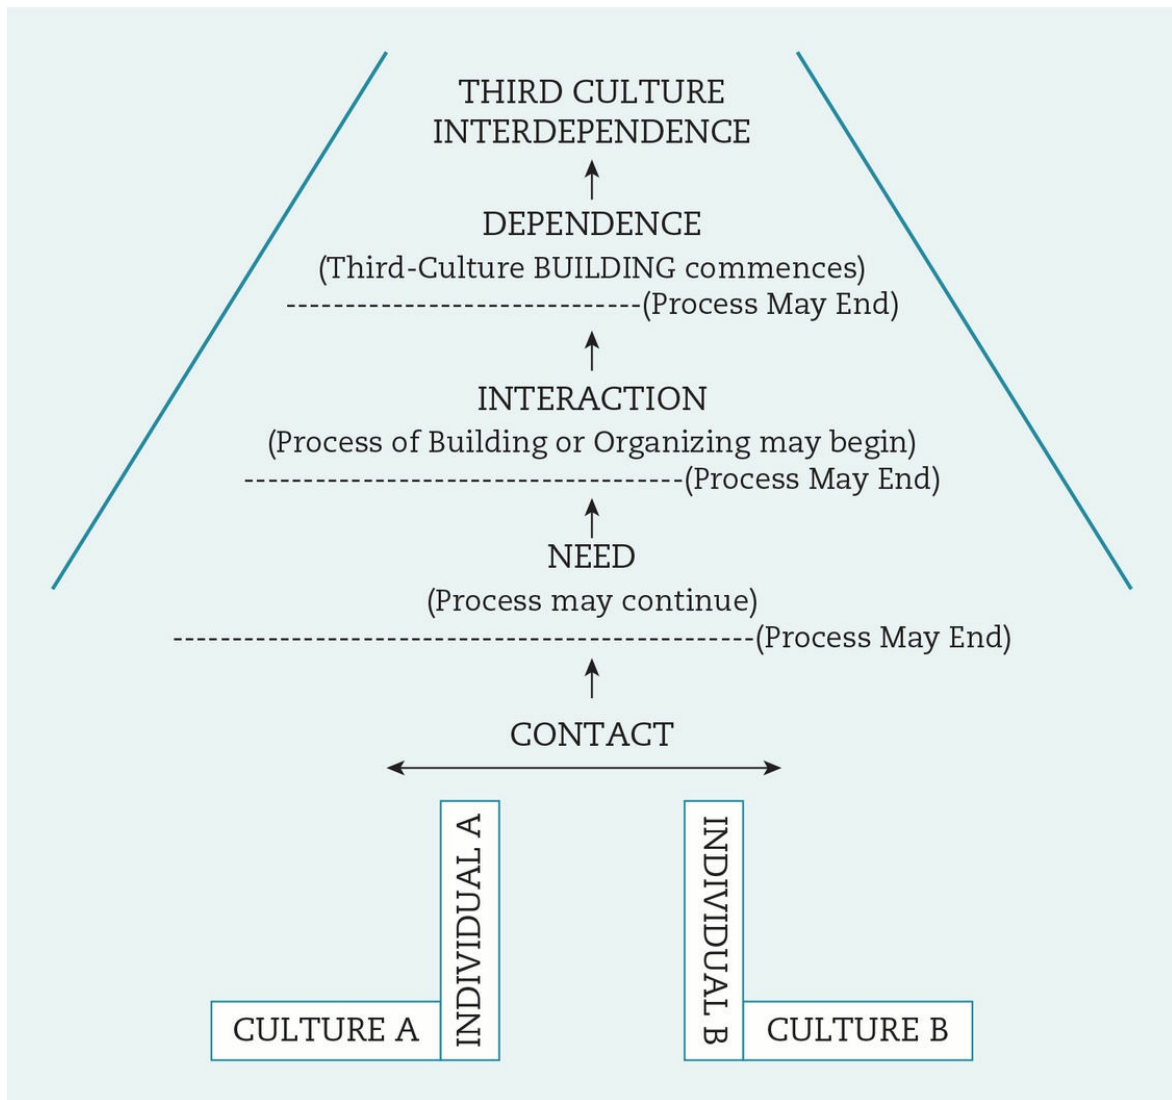 THIRD CULTURE
INTERDEPENDENCE
DEPENDENCE
(Third-Culture BUILDING commences)
(Process May End)
INTERACTION
(Process of Building or Organizing may begin)
(Process May End)
NEED
(Process may continue)
(Process May End)
CONTACT
INDIVIDUAL A
INDIVIDUAL B
CULTURE A
CULTURE B